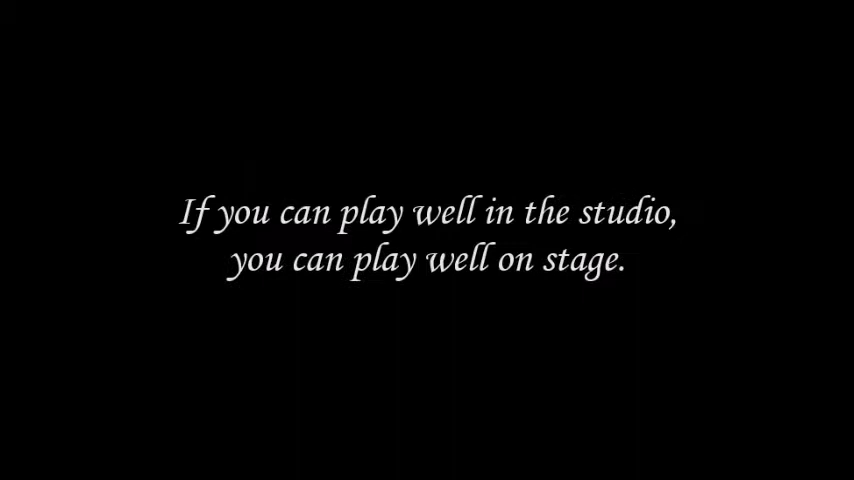 If you can play well in the studio,
you can play well on stage.